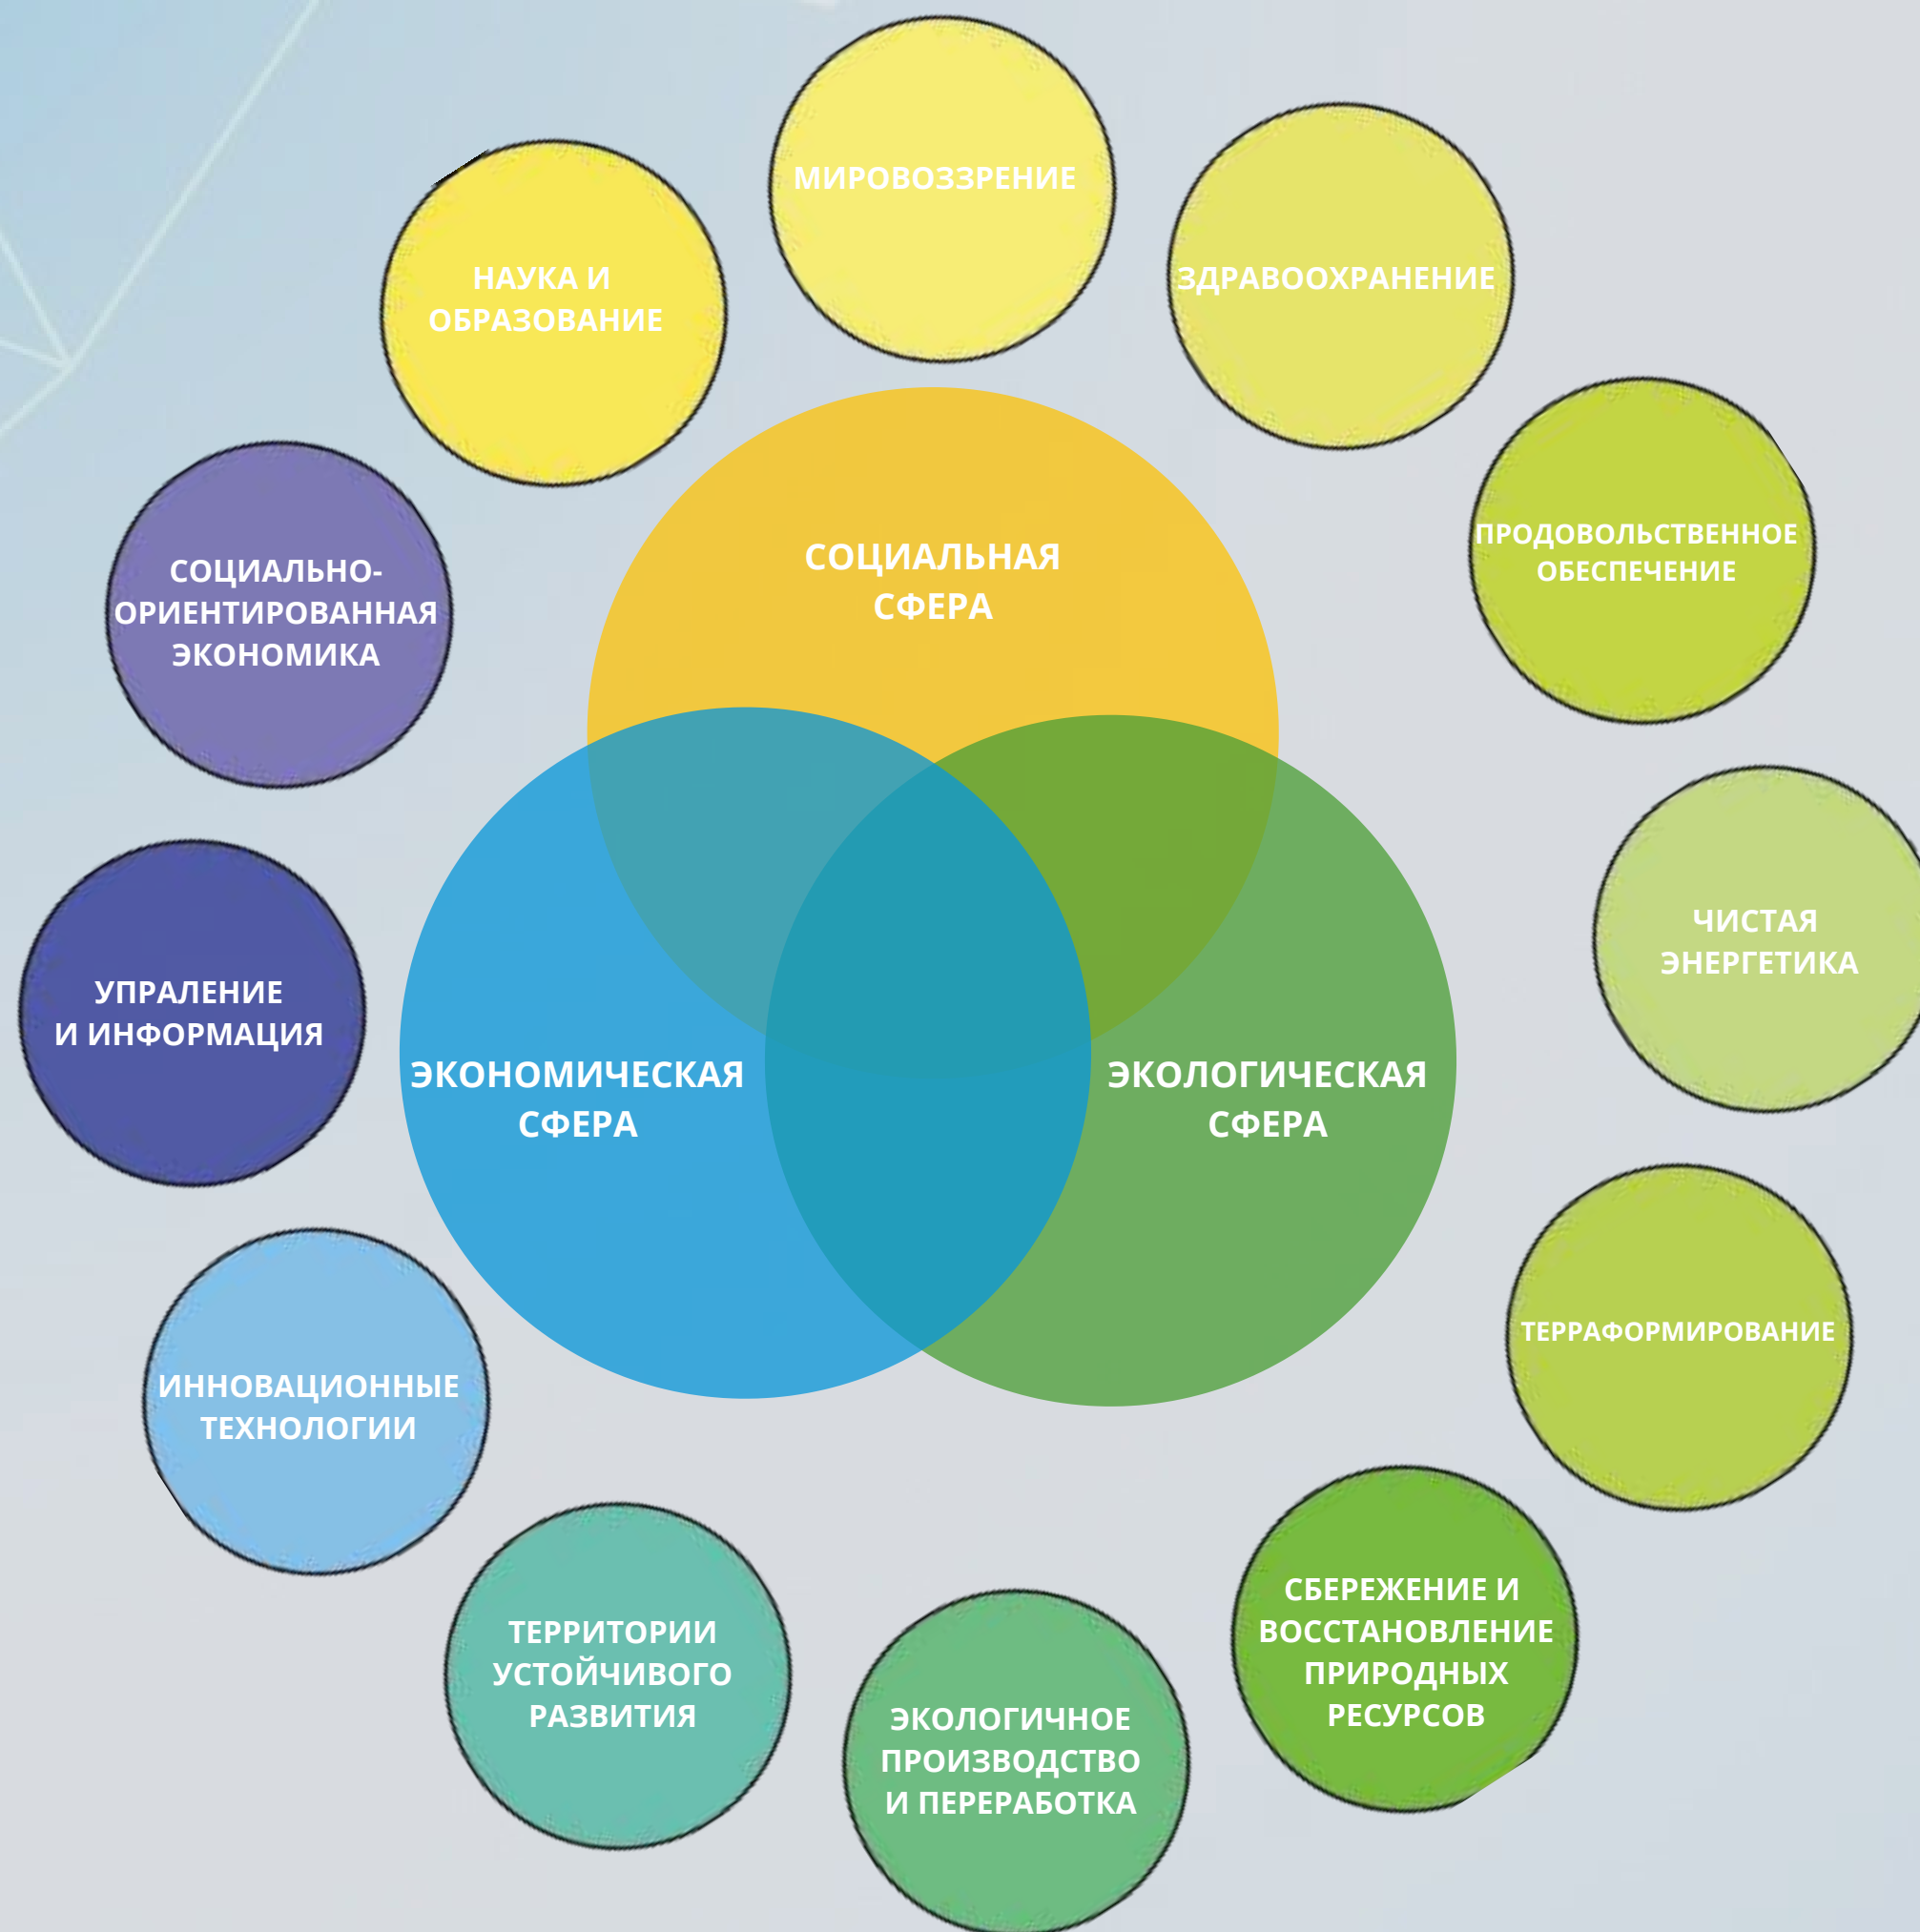 МИРОВОЗЗРЕНИЕ
НАУКА И
ОБРАЗОВАНИЕ
ЗДРАВООХРАНЕНИЕ
ПРОДОВОЛЬСТВЕННОЕ
ОБЕСПЕЧЕНИЕ
СОЦИАЛЬНАЯ
СФЕРА
СОЦИАЛЬНО-
ОРИЕНТИРОВАННАЯ
ЭКОНОМИКА
ЧИСТАЯ
ЭНЕРГЕТИКА
УПРАЛЕНИЕ
И ИНФОРМАЦИЯ
ЭКОНОМИЧЕСКАЯ
СФЕРА
ЭКОЛОГИЧЕСКАЯ
СФЕРА
ТЕРРАФОРМИРОВАНИЕ
ИННОВАЦИОННЫЕ
ТЕХНОЛОГИИ
СБЕРЕЖЕНИЕ И
ВОССТАНОВЛЕНИЕ
ПРИРОДНЫХ
РЕСУРСОВ
ТЕРРИТОРИИ
УСТОЙЧИВОГО
РАЗВИТИЯ
ЭКОЛОГИЧНОЕ
ПРОИЗВОДСТВО
И ПЕРЕРАБОТКА